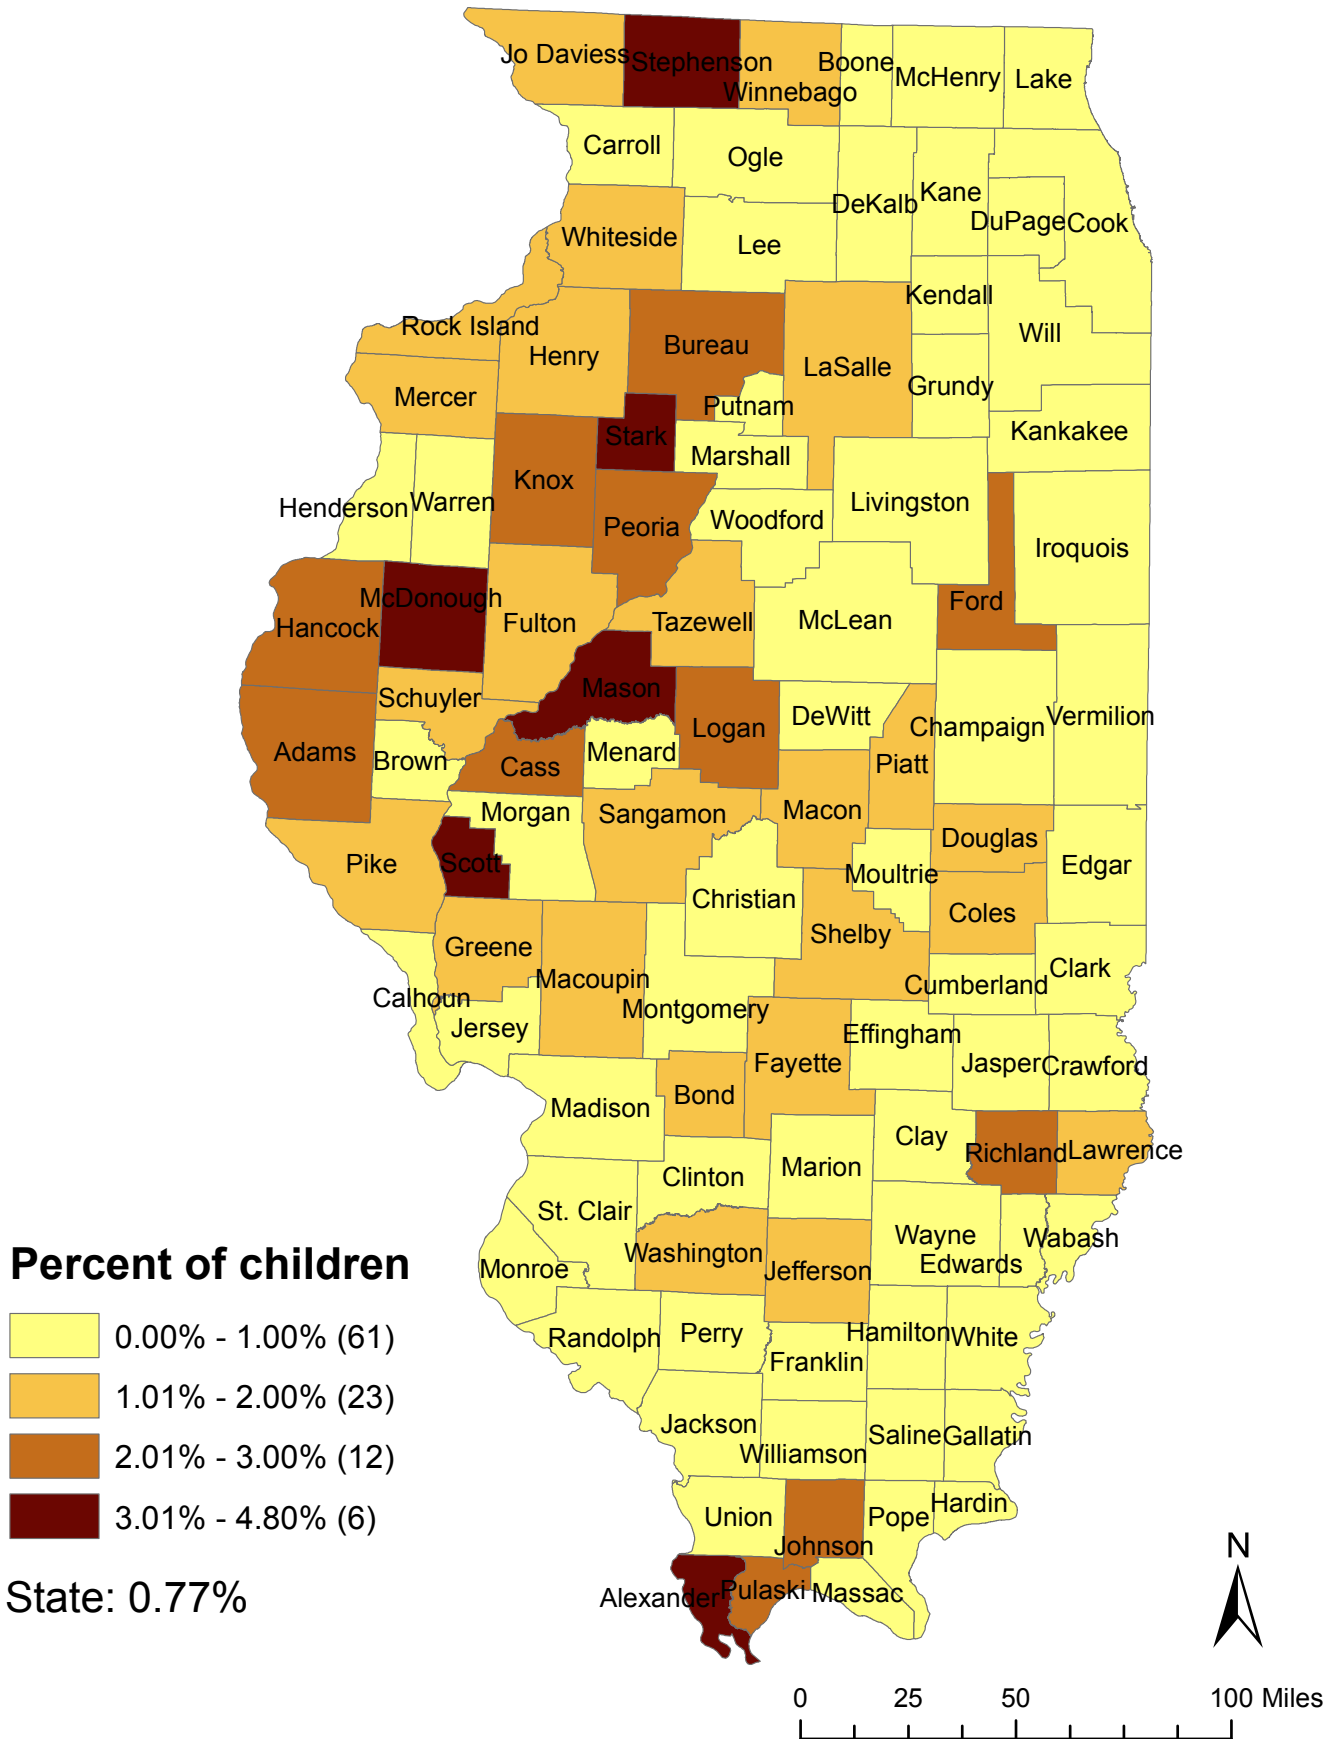 Jo Daviess
Stephenson
Winnebago
Boone
McHenry
Lake
Carroll
Ogle
DeKalb
Kane
DuPage
Cook
Whiteside
Lee
Kendall
Will
Rock Island
Henry
Bureau
LaSalle
Grundy
Mercer
Putnam
Kankakee
Stark
Marshall
Knox
Henderson
Warren
Peoria
Woodford
Livingston
Iroquois
McDonough
Hancock
Fulton
Tazewell
McLean
Ford
Mason
Schuyler
Logan
DeWitt
Champaign
Vermilion
Adams
Brown
Cass
Menard
Piatt
Morgan
Sangamon
Macon
Douglas
Pike
Scott
Christian
Moultrie
Edgar
Coles
Shelby
Greene
Macoupin
Cumberland
Clark
Calhoun
Jersey
Montgomery
Effingham
Fayette
Jasper
Crawford
Bond
Madison
Clay
Richland
Lawrence
Clinton
Marion
St. Clair
Wayne
Edwards
Wabash
Washington
Jefferson
Monroe
Randolph
Perry
Hamilton
White
Franklin
Jackson
Williamson
Saline
Gallatin
Union
Pope
Hardin
Johnson
Alexander
Pulaski
Massac
Percent of children
0.00% - 1.00% (61)
1.01% - 2.00% (23)
2.01% - 3.00% (12)
3.01% - 4.80% (6)
State: 0.77%
N
0 25 50 100 Miles